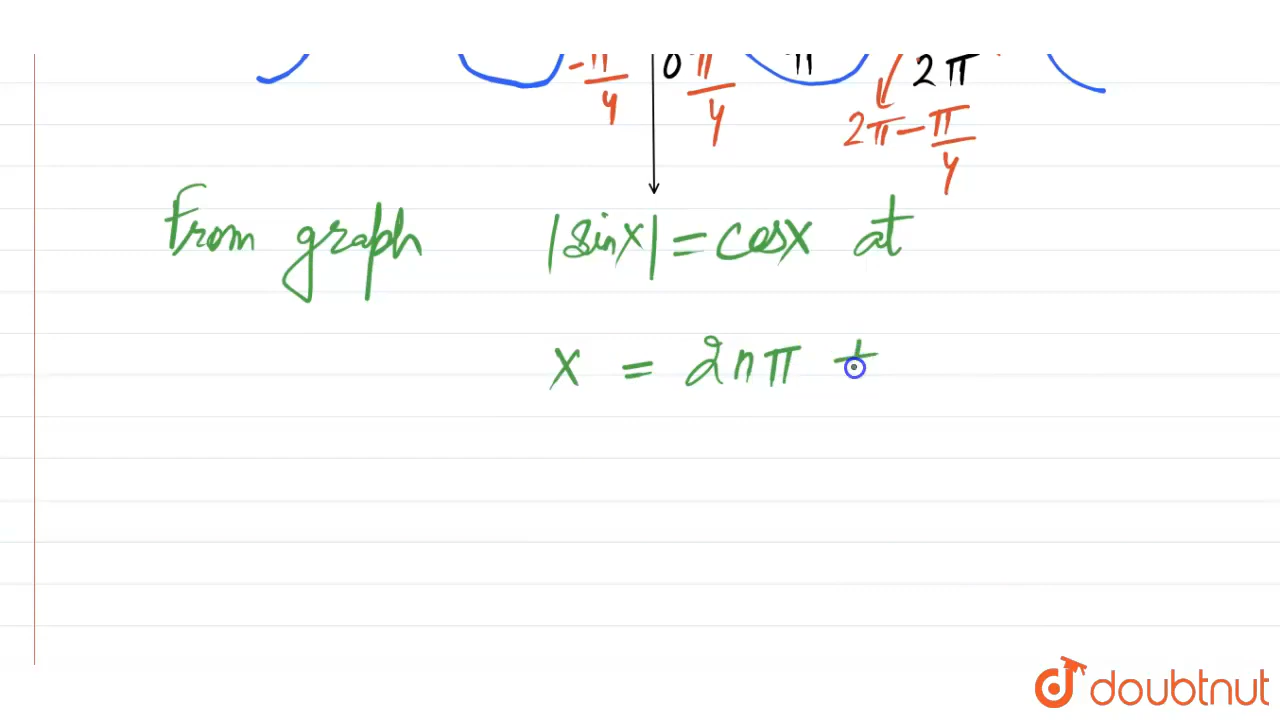 -π/4 0 π/4 π 2π
2π-π/4
From graph |sinx| = cosx at
x = 2nπ +
doubtnut